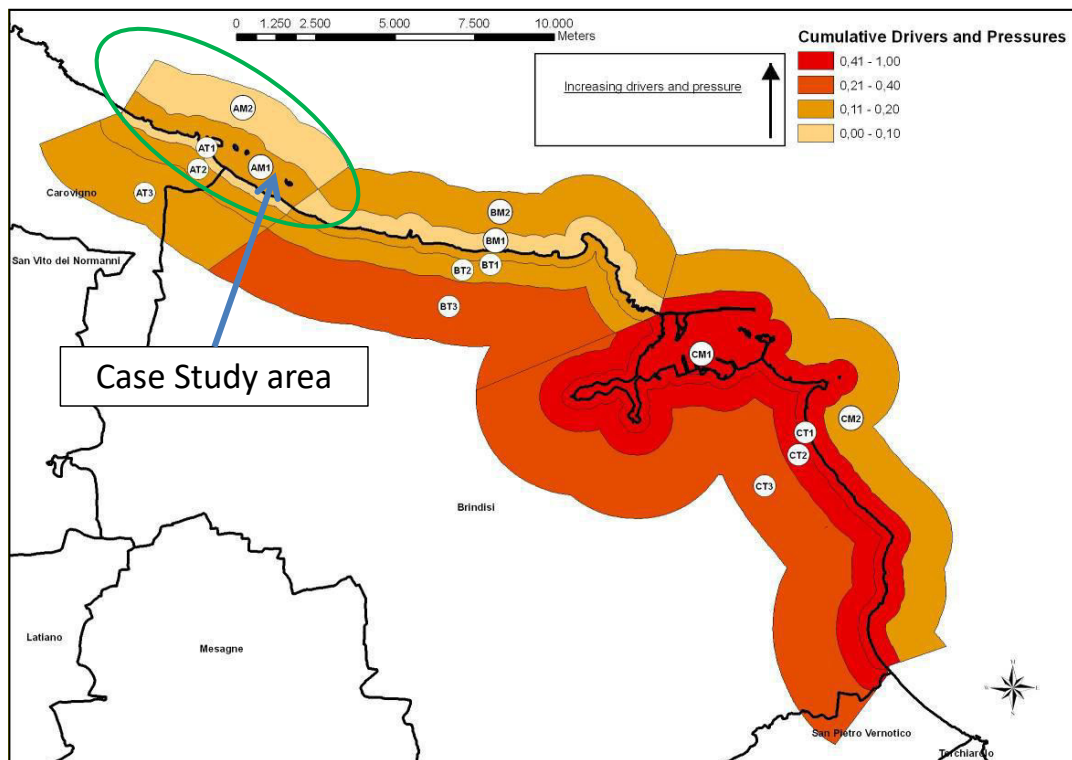 0 1.250 2.500 5.000 7.500 10.000
Meters
Cumulative Drivers and Pressures
0,41 - 1,00
0,21 - 0,40
0,11 - 0,20
0,00 - 0,10
Increasing drivers and pressure
AM2
AT1
AM1
AT2
AT3
Carovigno
BM2
BM1
San Vito dei Normanni
BT1
BT2
BT3
CM1
Case Study area
CM2
CT1
CT2
CT3
Brindisi
Latiano
Mesagne
San Pietro Vernotico
Torchiarolo